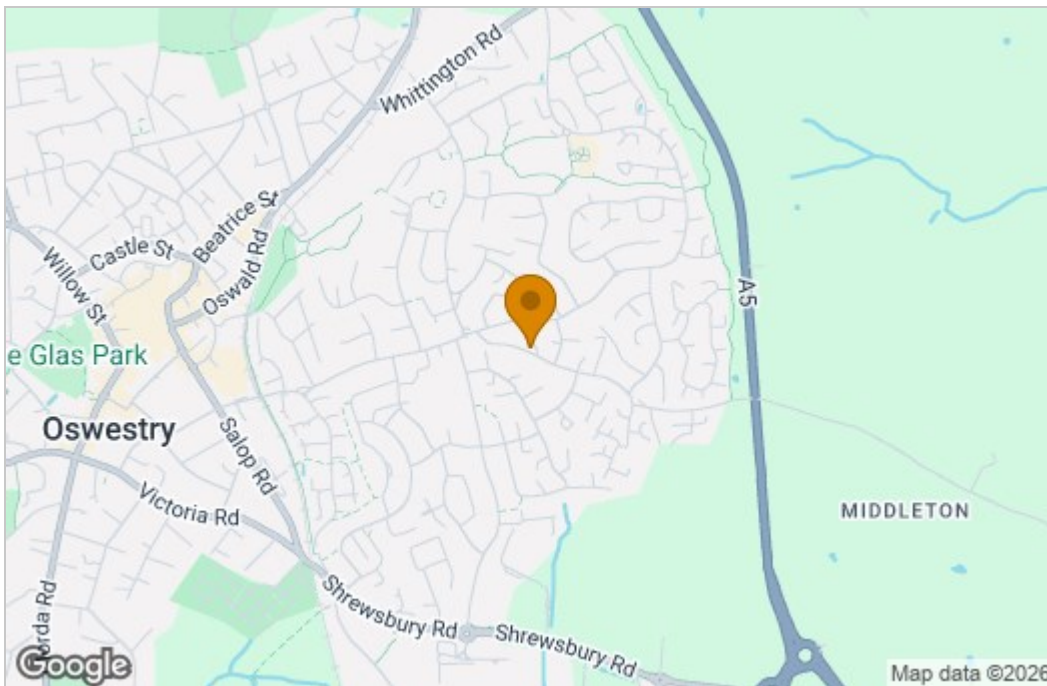 Whittington Rd
Beatrice St
Castle St
Oswald Rd
Willow St
A5
e Glas Park
Oswestry
Salop Rd
Victoria Rd
MIDDLETON
Shrewsbury Rd
Shrewsbury Rd
orda Rd
Google
Map data ©2026